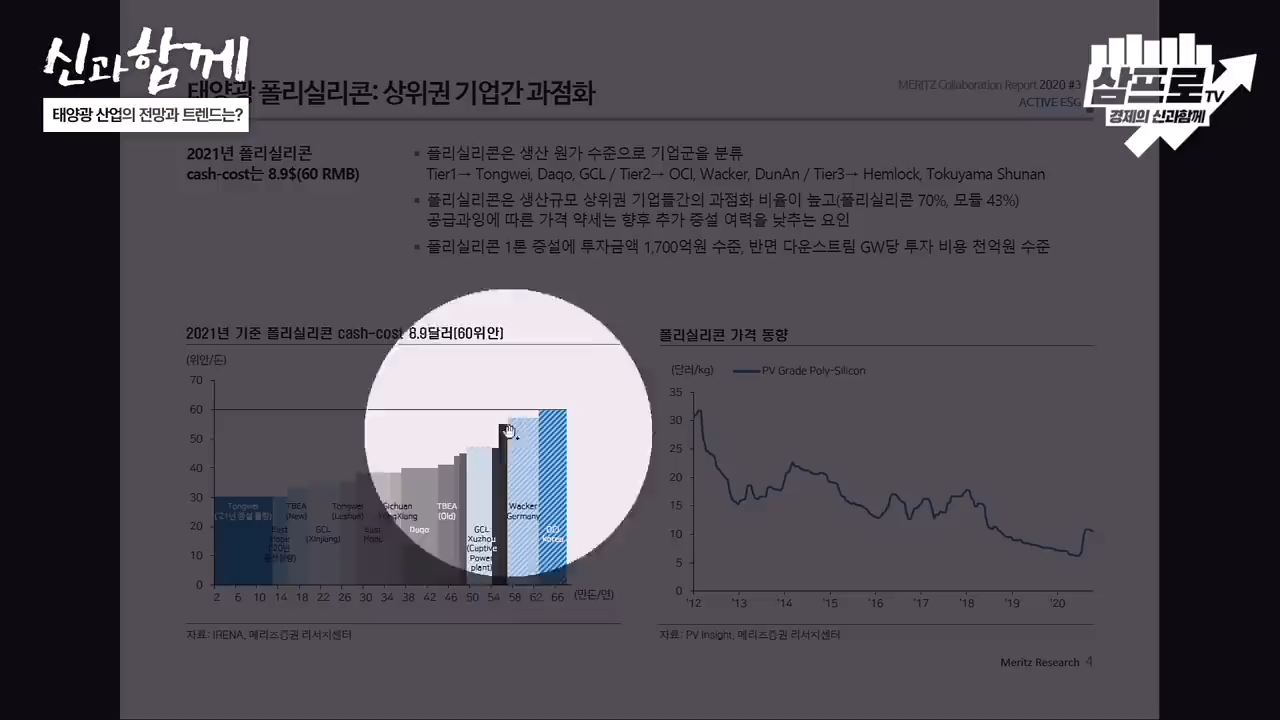 신과함께
태양광 산업의 전망과 트렌드는?
삼프로TV
경제의 신과함께
태양광 폴리실리콘: 상위권 기업간 과점화
MERITZ Collaboration Report 2020 #3
ACTIVE ESG
2021년 폴리실리콘
cash-cost는 8.9$(60 RMB)
폴리실리콘은 생산 원가 수준으로 기업군을 분류
Tier1→ Tongwei, Daqo, GCL / Tier2→ OCI, Wacker, DunAn / Tier3→ Hemlock, Tokuyama Shunan
폴리실리콘은 생산규모 상위권 기업들간의 과점화 비율이 높고(폴리실리콘 70%, 모듈 43%)
공급과잉에 따른 가격 약세는 향후 추가 증설 여력을 낮추는 요인
폴리실리콘 1톤 증설에 투자금액 1,700억원 수준, 반면 다운스트림 GW당 투자 비용 천억원 수준
2021년 기준 폴리실리콘 cash-cost 8.9달러(60위안)
(위안/톤)
70
60
50
40
30
20
10
0
Tongwei
TBEA
(New)
GCL
(Xinjiang)
Tongwei
(Leshan)
East
Hope
Sichuan
Daqo
TBEA
(Old)
GCL
Xuzhou
(Captive
Power
plant)
Wacker
Germany
OCI
Korea
2 6 10 14 18 22 26 30 34 38 42 46 50 54 58 62 66 (만톤/연)
자료: IRENA, 메리츠증권 리서치센터
폴리실리콘 가격 동향
(달러/kg)
PV Grade Poly-Silicon
35
30
25
20
15
10
5
0
'12 '13 '14 '15 '16 '17 '18 '19 '20
자료: PV Insight, 메리츠증권 리서치센터
Meritz Research 4